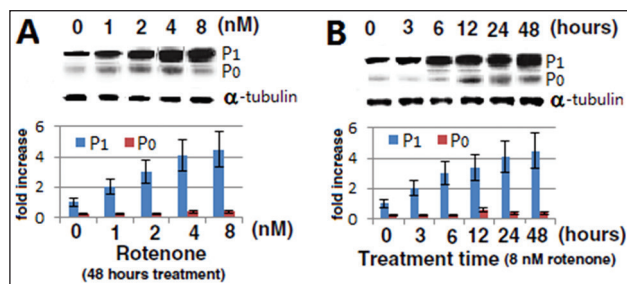 A
0 1 2 4 8 (nM)
P1
P0
α-tubulin
6
4
2
0
fold increase
P1 P0
0 1 2 4 8 (nM)
Rotenone
(48 hours treatment)
B
0 3 6 12 24 48 (hours)
P1
P0
α-tubulin
6
4
2
0
fold increase
P1 P0
0 3 6 12 24 48 (hours)
Treatment time (8 nM rotenone)